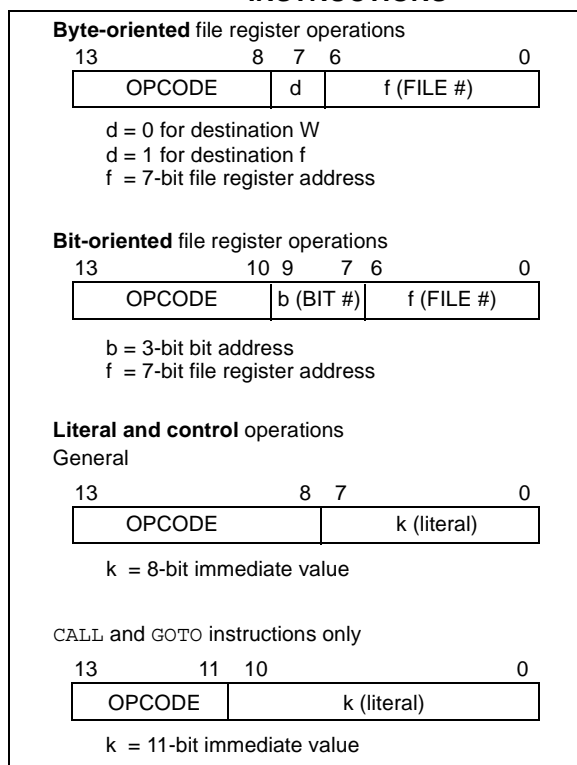 Byte-oriented file register operations
13 8 7 6 0
OPCODE d f (FILE #)
d = 0 for destination W
d = 1 for destination f
f = 7-bit file register address
Bit-oriented file register operations
13 10 9 7 6 0
OPCODE b (BIT #) f (FILE #)
b = 3-bit bit address
f = 7-bit file register address
Literal and control operations
General
13 8 7 0
OPCODE k (literal)
k = 8-bit immediate value
CALL and GOTO instructions only
13 11 10 0
OPCODE k (literal)
k = 11-bit immediate value